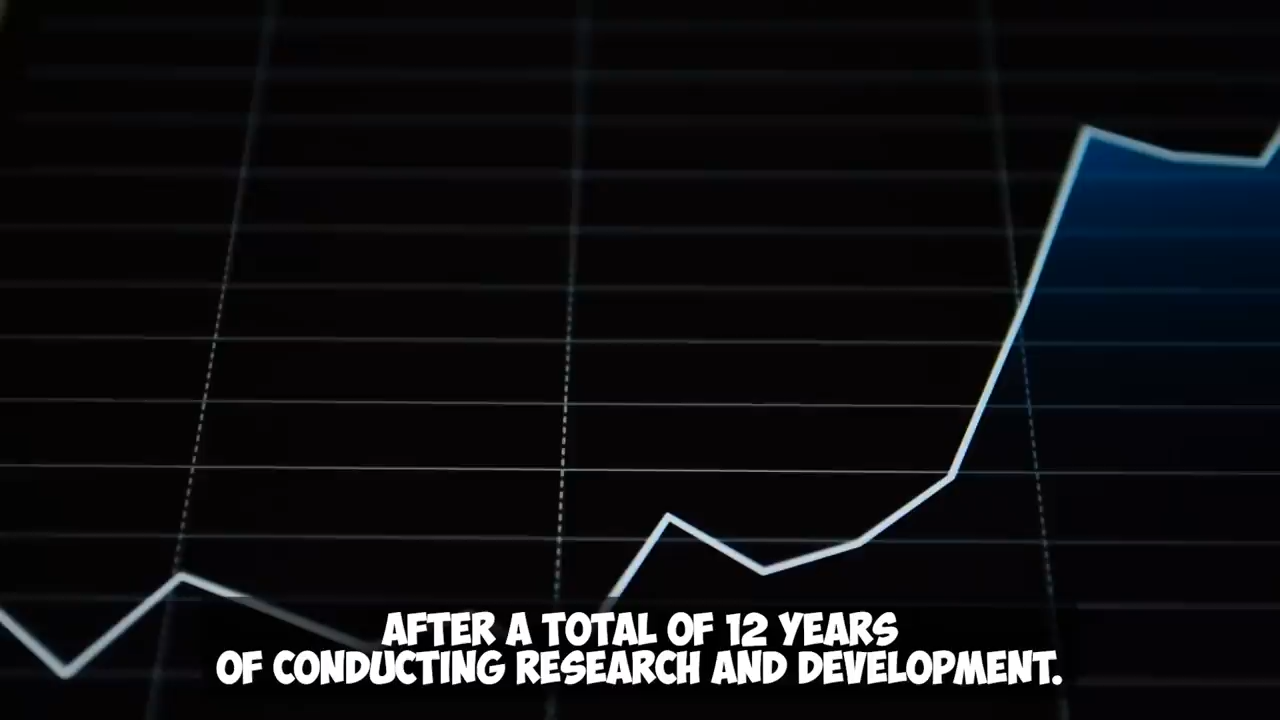 AFTER A TOTAL OF 12 YEARS
OF CONDUCTING RESEARCH AND DEVELOPMENT.